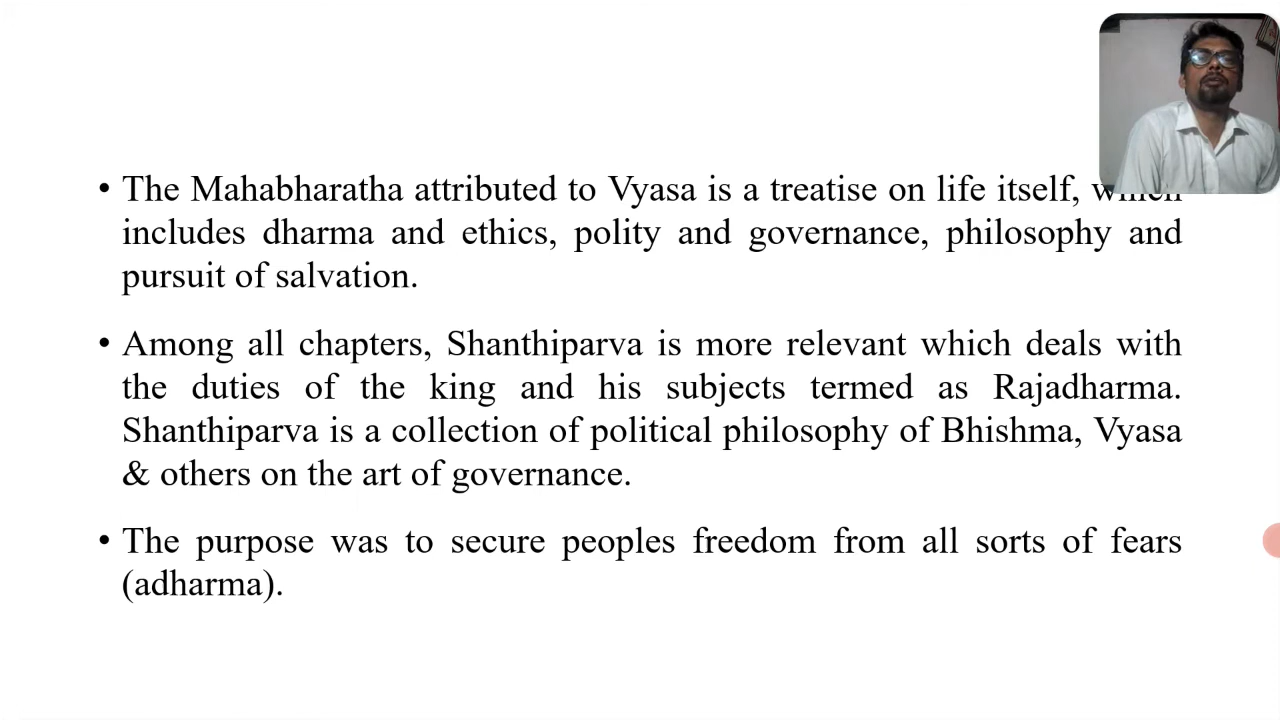 • The Mahabharatha attributed to Vyasa is a treatise on life itself, which
includes dharma and ethics, polity and governance, philosophy and
pursuit of salvation.
• Among all chapters, Shanthiparva is more relevant which deals with
the duties of the king and his subjects termed as Rajadharma.
Shanthiparva is a collection of political philosophy of Bhishma, Vyasa
& others on the art of governance.
• The purpose was to secure peoples freedom from all sorts of fears
(adharma).